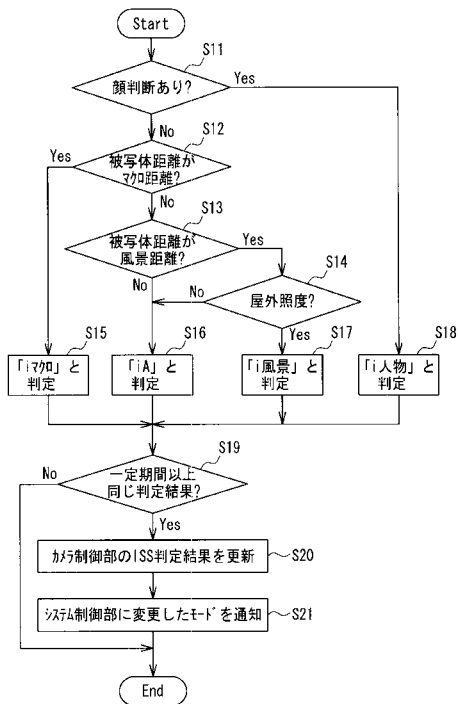 Start
S11
顔判断あり?
Yes
No
S12
Yes
被写体距離が
マクロ距離?
No
S13
被写体距離が
風景距離?
Yes
No
S14
No
屋外照度?
Yes
S15
「iマクロ」と
判定
S16
「iA」と
判定
S17
「i風景」と
判定
S18
「i人物」と
判定
S19
No
一定期間以上
同じ判定結果?
Yes
カメラ制御部のISS判定結果を更新
S20
システム制御部に変更したモードを通知
S21
End